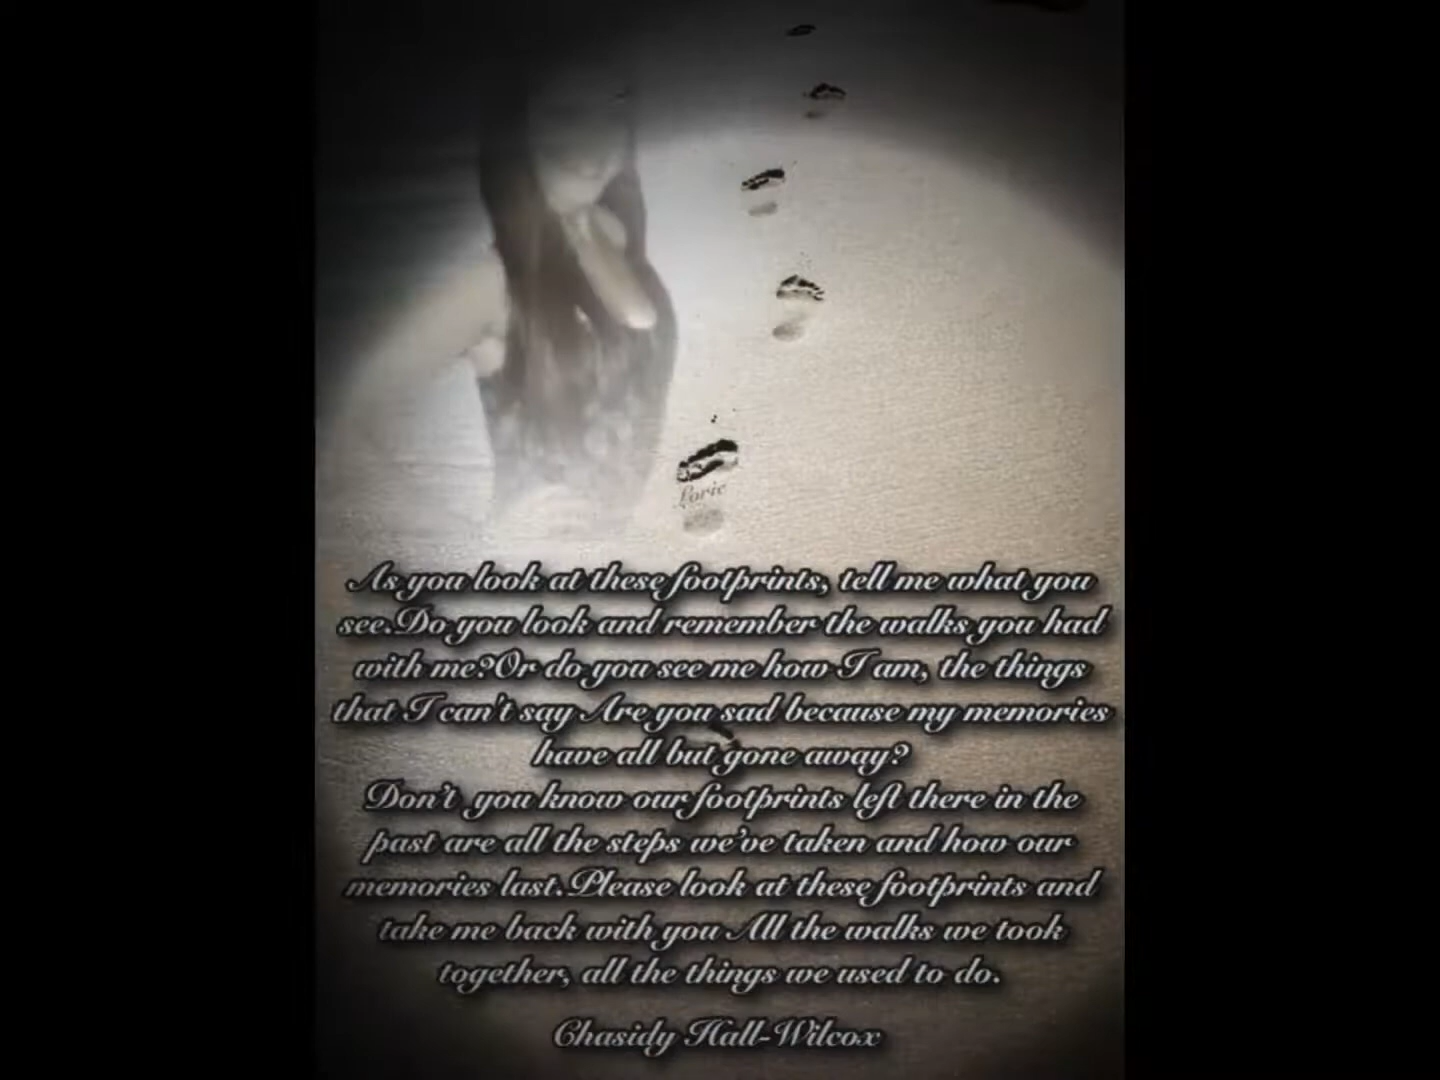 Lorie
As you look at these footprints, tell me what you
see.Do you look and remember the walks you had
with me?Or do you see me how I am, the things
that I can't say Are you sad because my memories
have all but gone away?
Don't you know our footprints left there in the
past are all the steps we've taken and how our
memories last.Please look at these footprints and
take me back with you All the walks we took
together, all the things we used to do.
Chasidy Hall-Wilcox